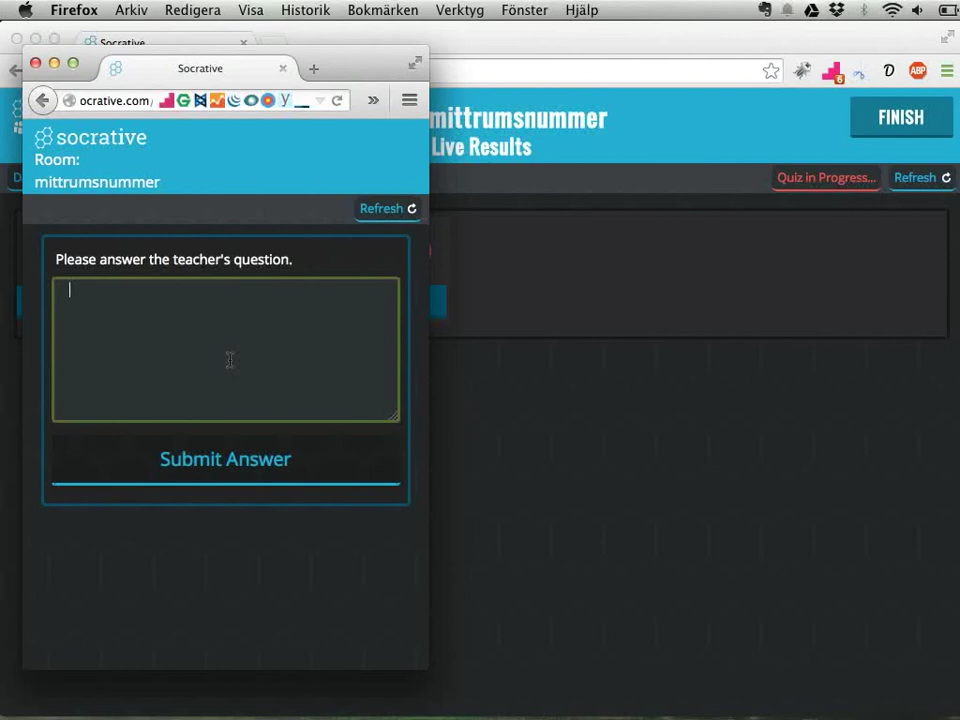 Firefox Arkiv Redigera Visa Historik Bokmärken Verktyg Fönster Hjälp
Socrative
Socrative
ocrative.com/
mittrumsnummer
Live Results
FINISH
socrative
Room:
mittrumsnummer
Quiz in Progress...
Refresh
Refresh
Please answer the teacher's question.
Submit Answer